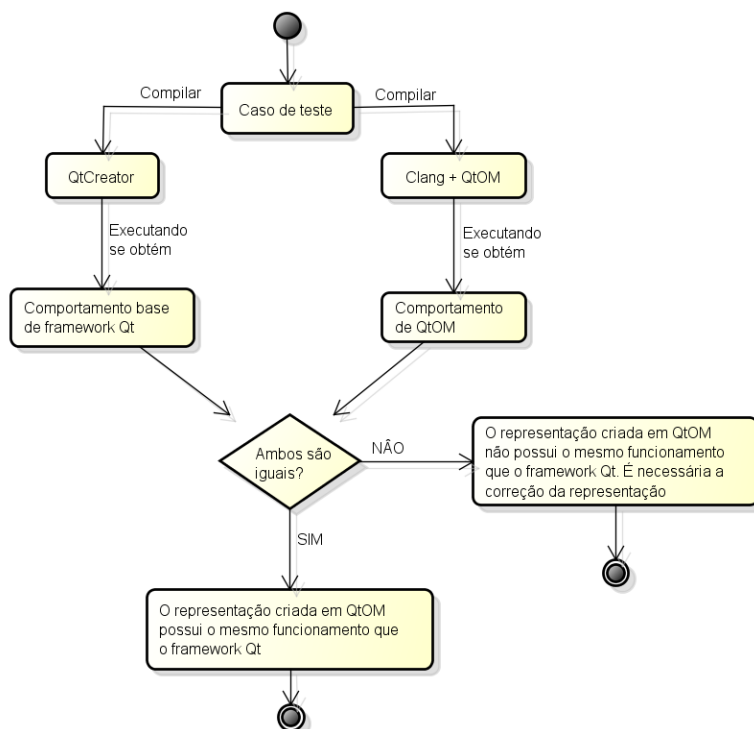 Compilar
Caso de teste
Compilar
QtCreator
Clang + QtOM
Executando
se obtém
Executando
se obtém
Comportamento base
de framework Qt
Comportamento
de QtOM
Ambos são
iguais?
NÂO
O representação criada em QtOM
não possui o mesmo funcionamento
que o framework Qt. É necessária a
correção da representação
SIM
O representação criada em QtOM
possui o mesmo funcionamento que
o framework Qt